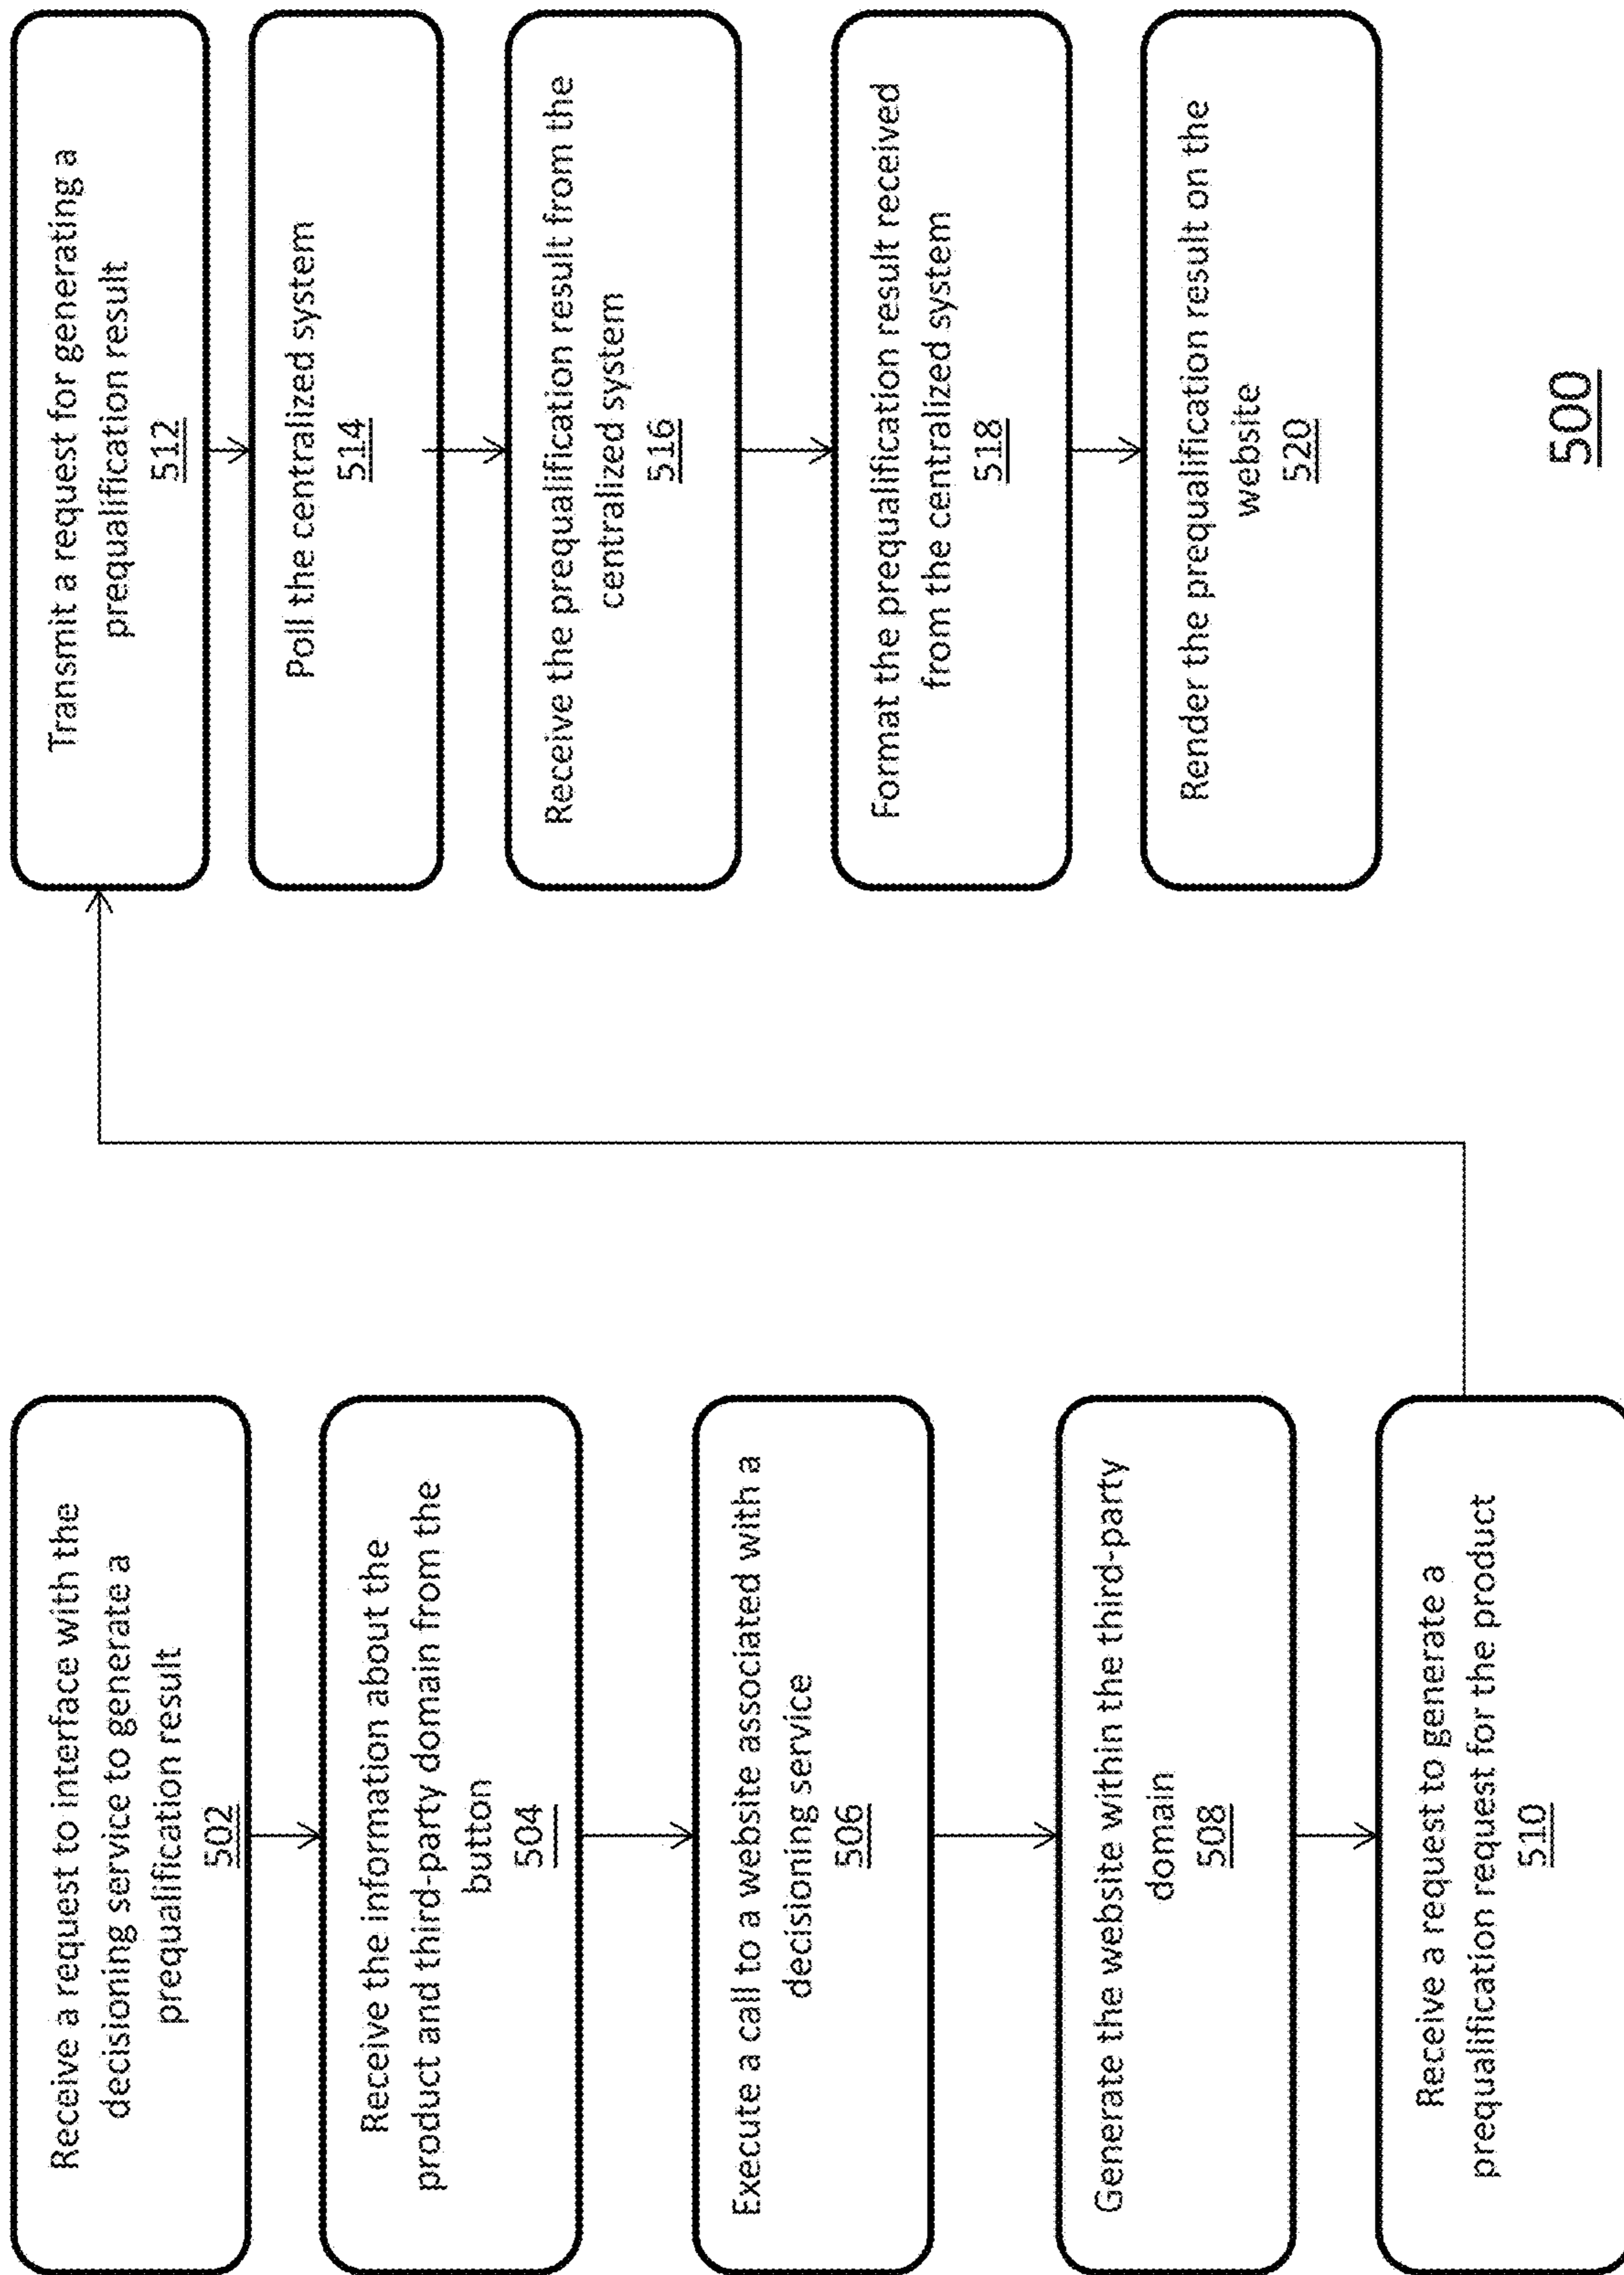 Receive a request to interface with the
decisioning service to generate a
prequalification result
502
Receive the information about the
product and third-party domain from the
button
504
Execute a call to a website associated with a
decisioning service
506
Generate the website within the third-party
domain
508
Receive a request to generate a
prequalification request for the product
510
Transmit a request for generating a
prequalification result
512
Poll the centralized system
514
Receive the prequalification result from the
centralized system
516
Format the prequalification result received
from the centralized system
518
Render the prequalification result on the
website
520
500